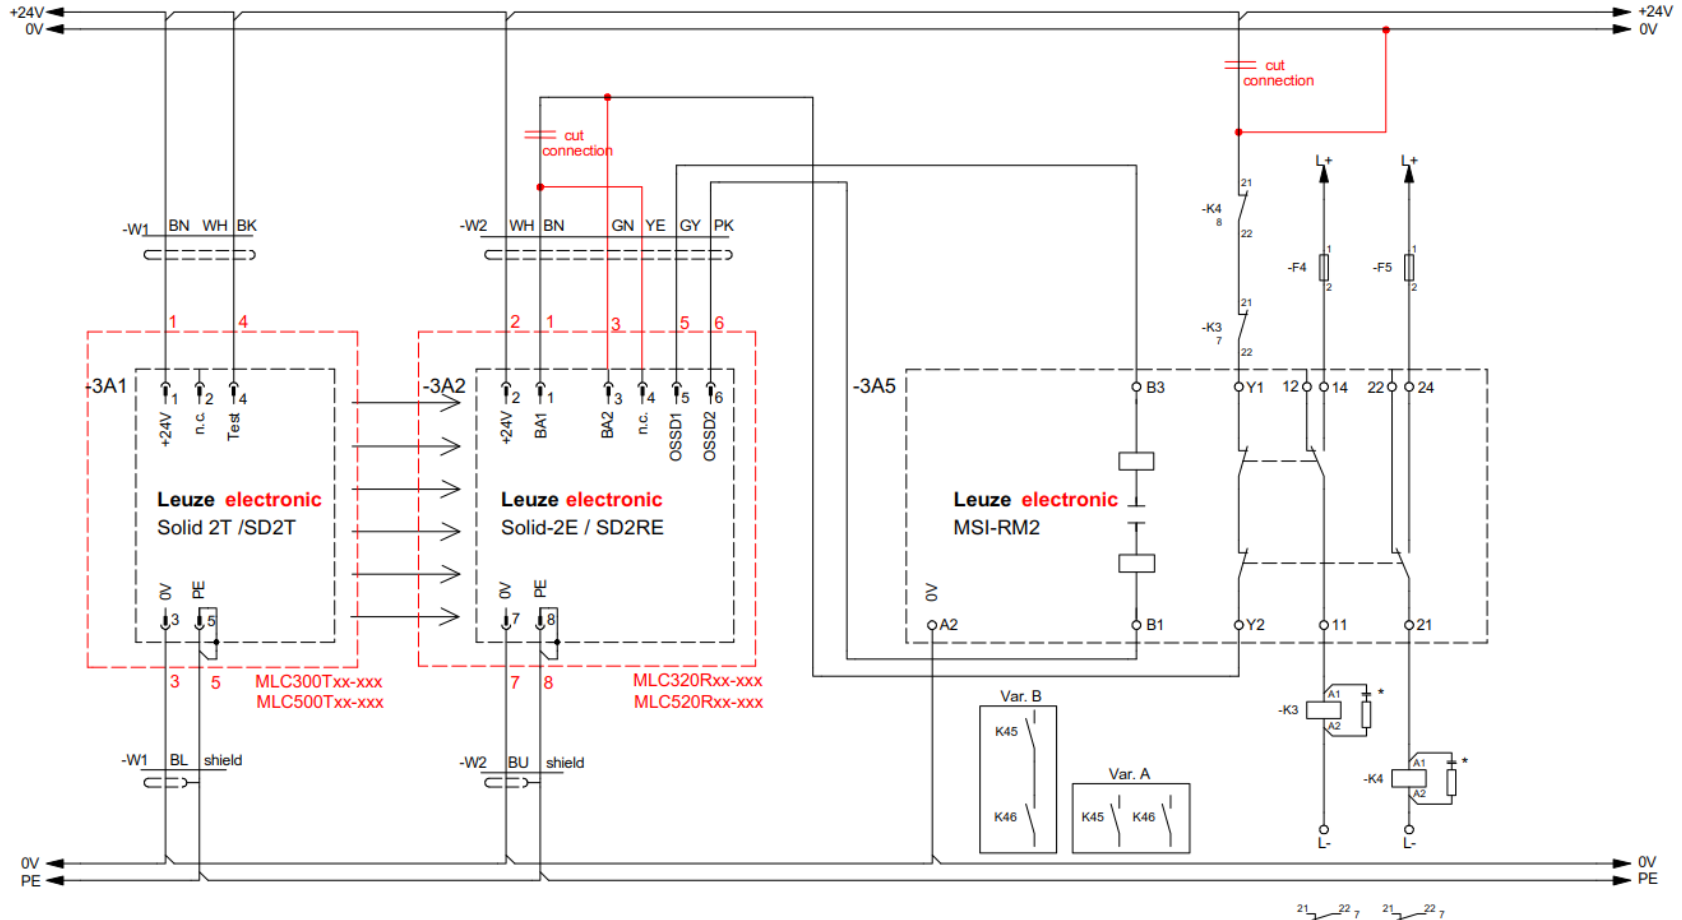 +24V
+24V
0V
0V
cut
connection
cut
connection
L+
L+
21
-K4
8
22
-W1
BN
WH
BK
-W2
WH
BN
GN
YE
GY
PK
1
-F4
2
1
-F5
2
21
-K3
7
22
1
4
2
1
3
5
6
-3A1
-3A2
-3A5
B3
Y1
12
14
22
24
1
2
4
+24V
n.c.
Test
2
1
3
4
5
6
+24V
BA1
BA2
n.c.
OSSD1
OSSD2
Leuze electronic
Solid 2T /SD2T
Leuze electronic
Solid-2E / SD2RE
Leuze electronic
MSI-RM2
0V
PE
0V
PE
0V
3
5
7
8
A2
B1
Y2
11
21
3
5
MLC300Txx-xxx
MLC500Txx-xxx
7
8
MLC320Rxx-xxx
MLC520Rxx-xxx
Var. B
K45
K46
Var. A
K45
K46
-K3
A1
A2
*
-K4
A1
A2
*
-W1
BL
shield
-W2
BU
shield
L-
L-
0V
0V
PE
PE
21
22
7
21
22
7